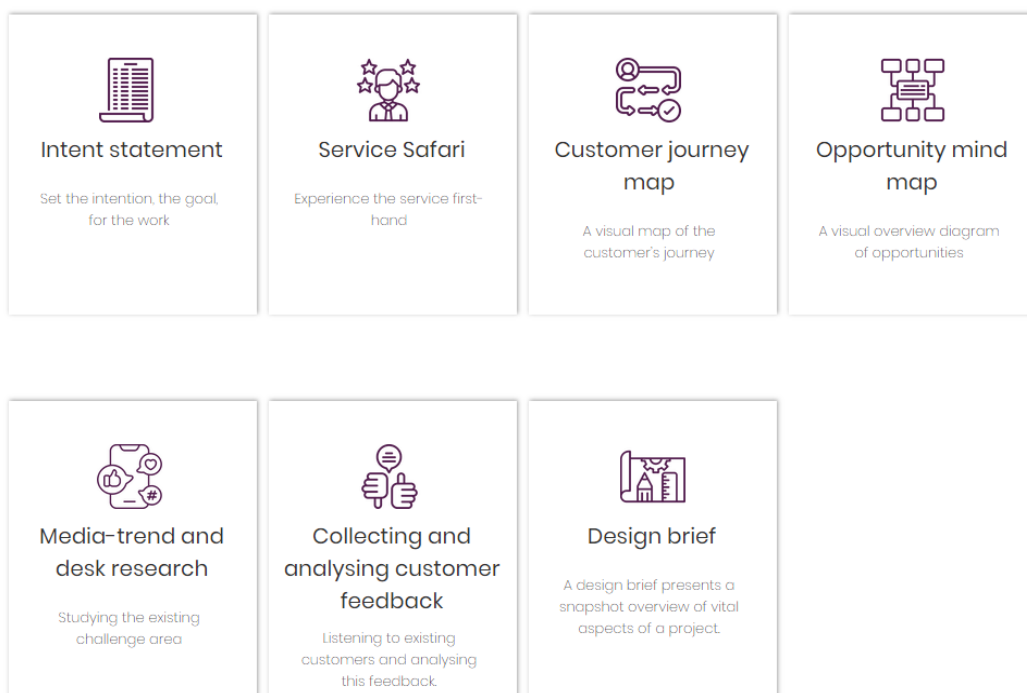 Intent statement
Set the intention, the goal,
for the work
Service Safari
Experience the service first-
hand
Customer journey
map
A visual map of the
customer's journey
Opportunity mind
map
A visual overview diagram
of opportunities
Media-trend and
desk research
Studying the existing
challenge area
Collecting and
analysing customer
feedback
Listening to existing
customers and analysing
this feedback.
Design brief
A design brief presents a
snapshot overview of vital
aspects of a project.